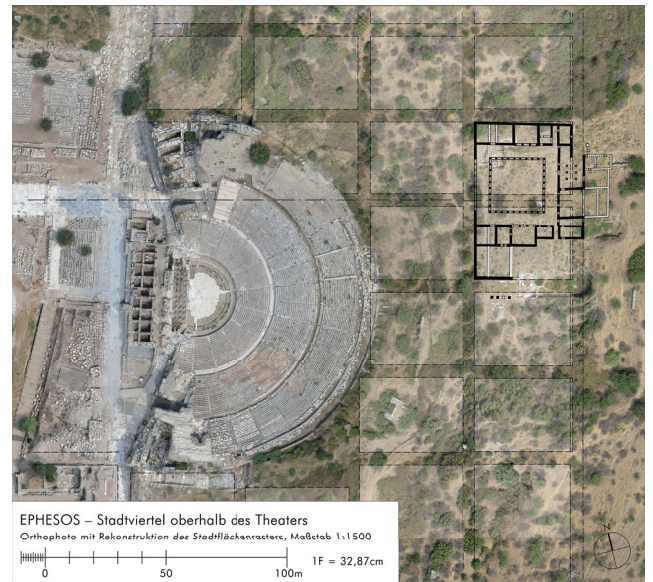 EPHESOS – Stadtviertel oberhalb des Theaters
Orthophoto mit Rekonstruktion des Stadtflächenrasters, Maßstab 1:1500
0 50 100m
1F = 32,87cm
N